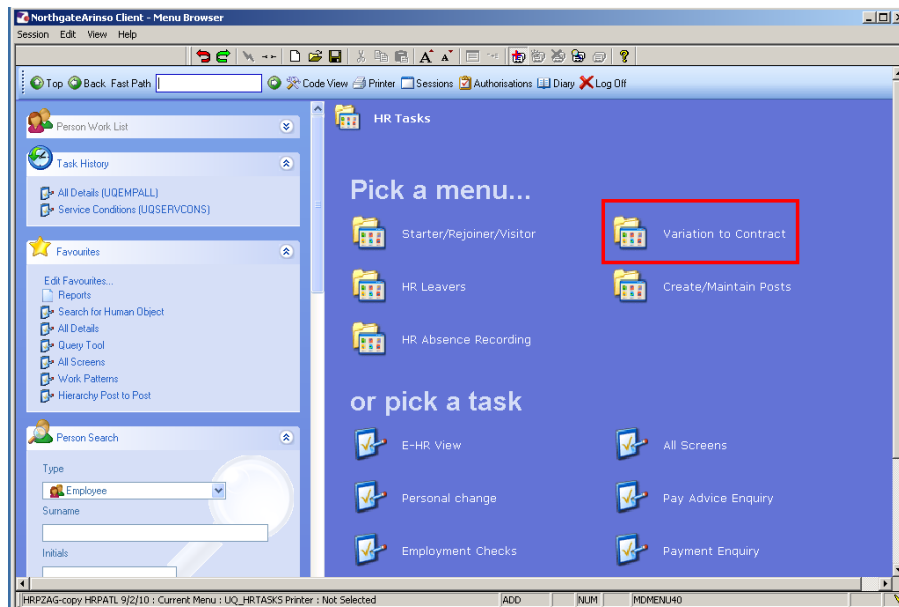 NorthgateArinso Client - Menu Browser
Session Edit View Help
Top Back Fast Path Code View Printer Sessions Authorisations Diary Log Off
Person Work List
Task History
All Details (UQEMPALL)
Service Conditions (UQSERVCONS)
Favourites
Edit Favourites...
Reports
Search for Human Object
All Details
Query Tool
All Screens
Work Patterns
Hierarchy Post to Post
Person Search
Type
Employee
Surname
Initials
HR Tasks
Pick a menu...
Starter/Rejoiner/Visitor
Variation to Contract
HR Leavers
Create/Maintain Posts
HR Absence Recording
or pick a task
E-HR View
All Screens
Personal change
Pay Advice Enquiry
Employment Checks
Payment Enquiry
HRPZAG-copy HRPATL 9/2/10 : Current Menu : UQ_HRTASKS Printer : Not Selected ADD NUM MDMENU40